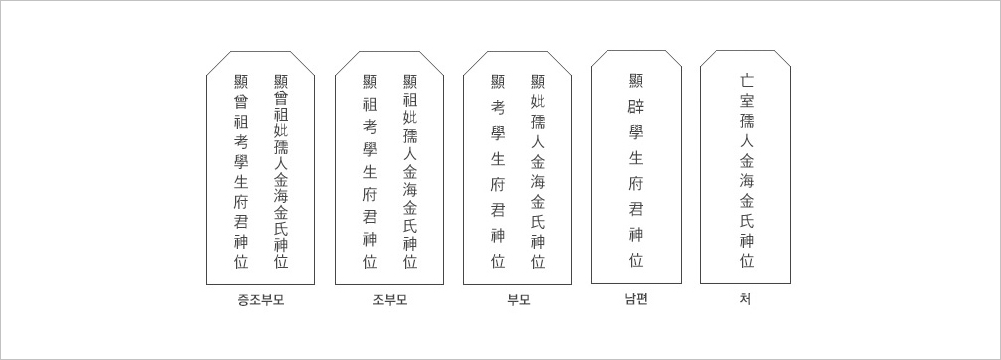 顯曾祖考學生府君神位
顯曾祖妣孺人金海金氏神位
증조부모
顯祖考學生府君神位
顯祖妣孺人金海金氏神位
조부모
顯考學生府君神位
顯妣孺人金海金氏神位
부모
顯辟學生府君神位
남편
亡室孺人金海金氏神位
처